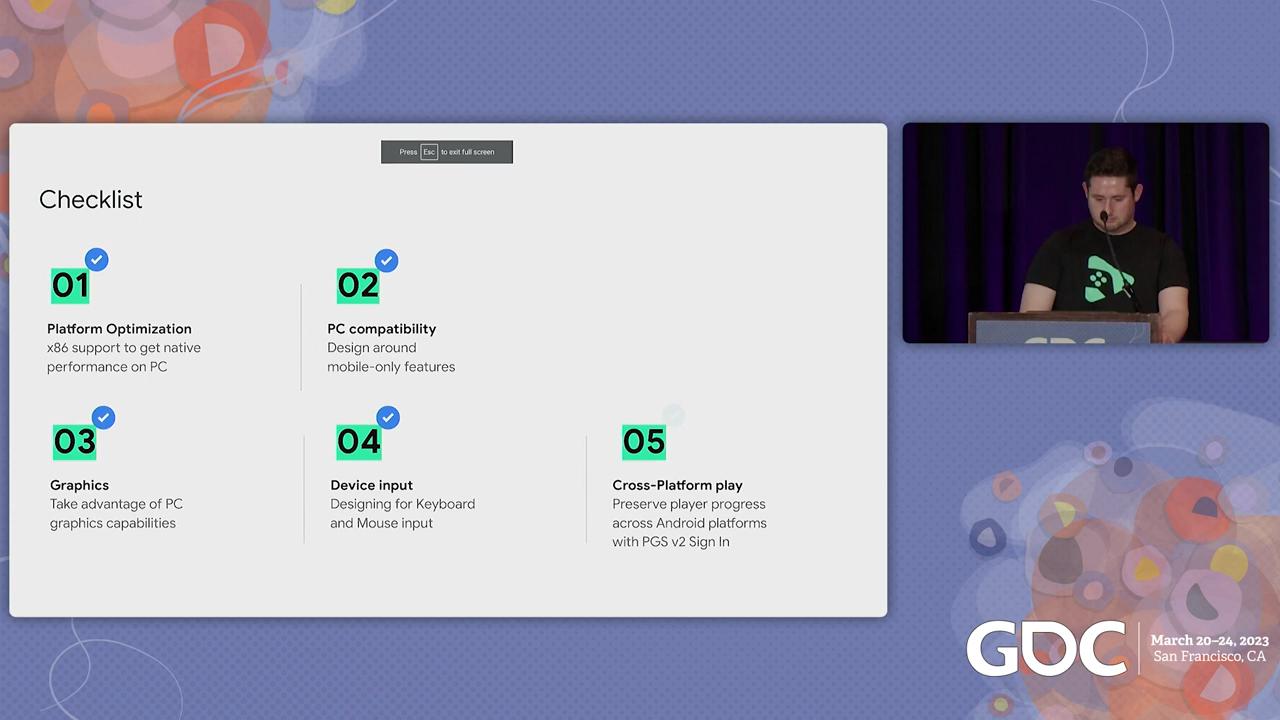 Press Esc to exit full screen
Checklist
01
Platform Optimization
x86 support to get native
performance on PC
02
PC compatibility
Design around
mobile-only features
03
Graphics
Take advantage of PC
graphics capabilities
04
Device input
Designing for Keyboard
and Mouse input
05
Cross-Platform play
Preserve player progress
across Android platforms
with PGS v2 Sign In
GDC
GDC
March 20–24, 2023
San Francisco, CA